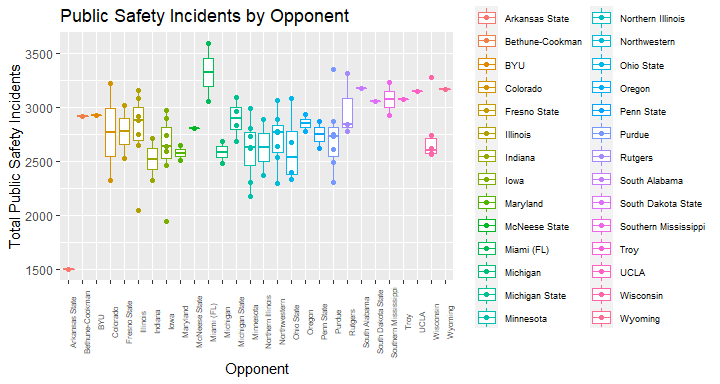 Public Safety Incidents by Opponent
Total Public Safety Incidents
3500
3000
2500
2000
1500
Arkansas State
Bethune-Cookman
BYU
Colorado
Fresno State
Illinois
Indiana
Iowa
Maryland
McNeese State
Miami (FL)
Michigan
Michigan State
Minnesota
Northern Illinois
Northwestern
Ohio State
Oregon
Penn State
Purdue
Rutgers
South Alabama
South Dakota State
Southern Mississippi
Troy
UCLA
Wisconsin
Wyoming
Opponent
Arkansas State
Bethune-Cookman
BYU
Colorado
Fresno State
Illinois
Indiana
Iowa
Maryland
McNeese State
Miami (FL)
Michigan
Michigan State
Minnesota
Northern Illinois
Northwestern
Ohio State
Oregon
Penn State
Purdue
Rutgers
South Alabama
South Dakota State
Southern Mississippi
Troy
UCLA
Wisconsin
Wyoming